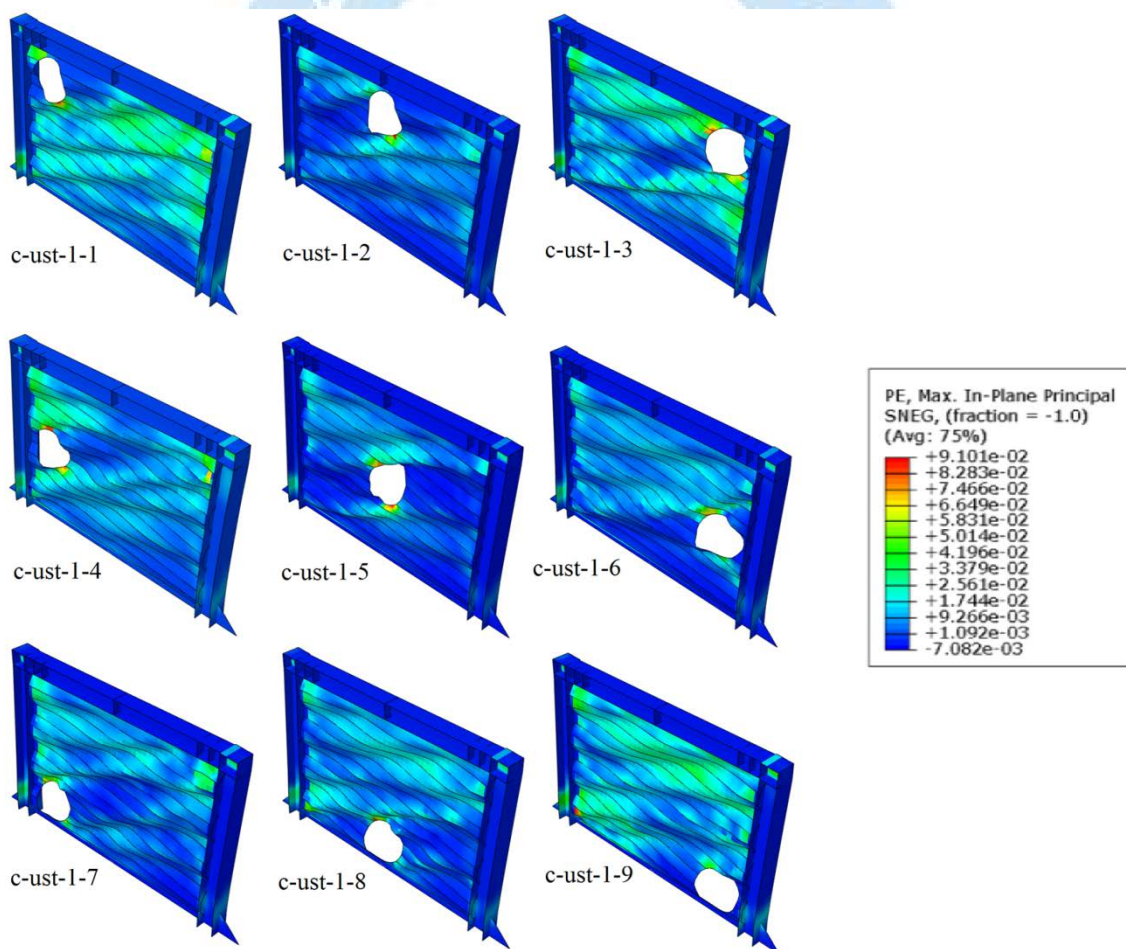 c-ust-1-1
c-ust-1-2
c-ust-1-3
c-ust-1-4
c-ust-1-5
c-ust-1-6
PE, Max. In-Plane Principal
SNEG, (fraction = -1.0)
(Avg: 75%)
+9.101e-02
+8.283e-02
+7.466e-02
+6.649e-02
+5.831e-02
+5.014e-02
+4.196e-02
+3.379e-02
+2.561e-02
+1.744e-02
+9.266e-03
+1.092e-03
-7.082e-03
c-ust-1-7
c-ust-1-8
c-ust-1-9